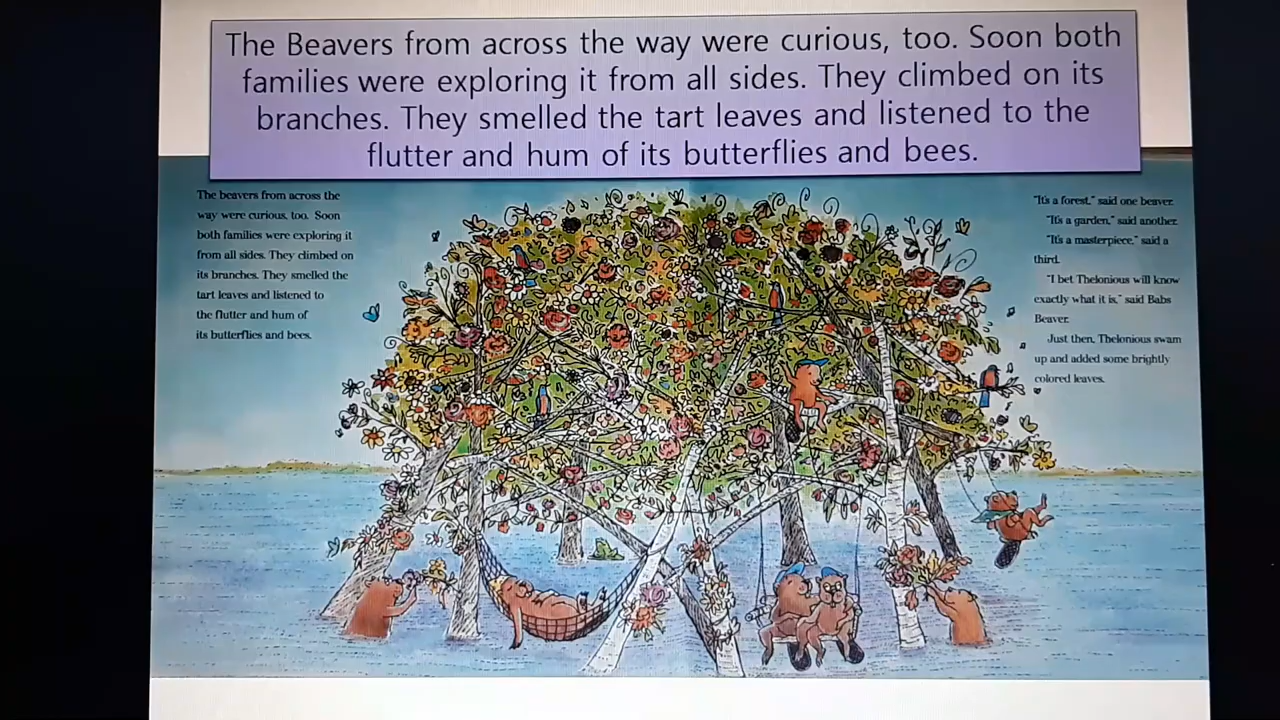 The Beavers from across the way were curious, too. Soon both
families were exploring it from all sides. They climbed on its
branches. They smelled the tart leaves and listened to the
flutter and hum of its butterflies and bees.
The beavers from across the
way were curious, too. Soon
both families were exploring it
from all sides. They climbed on
its branches. They smelled the
tart leaves and listened to
the flutter and hum of
its butterflies and bees.
"It's a forest," said one beaver.
"It's a garden," said another.
"It's a masterpiece," said a
third.
"I bet Thelonious will know
exactly what it is," said Babs
Beaver.
Just then, Thelonious swam
up and added some brightly
colored leaves.